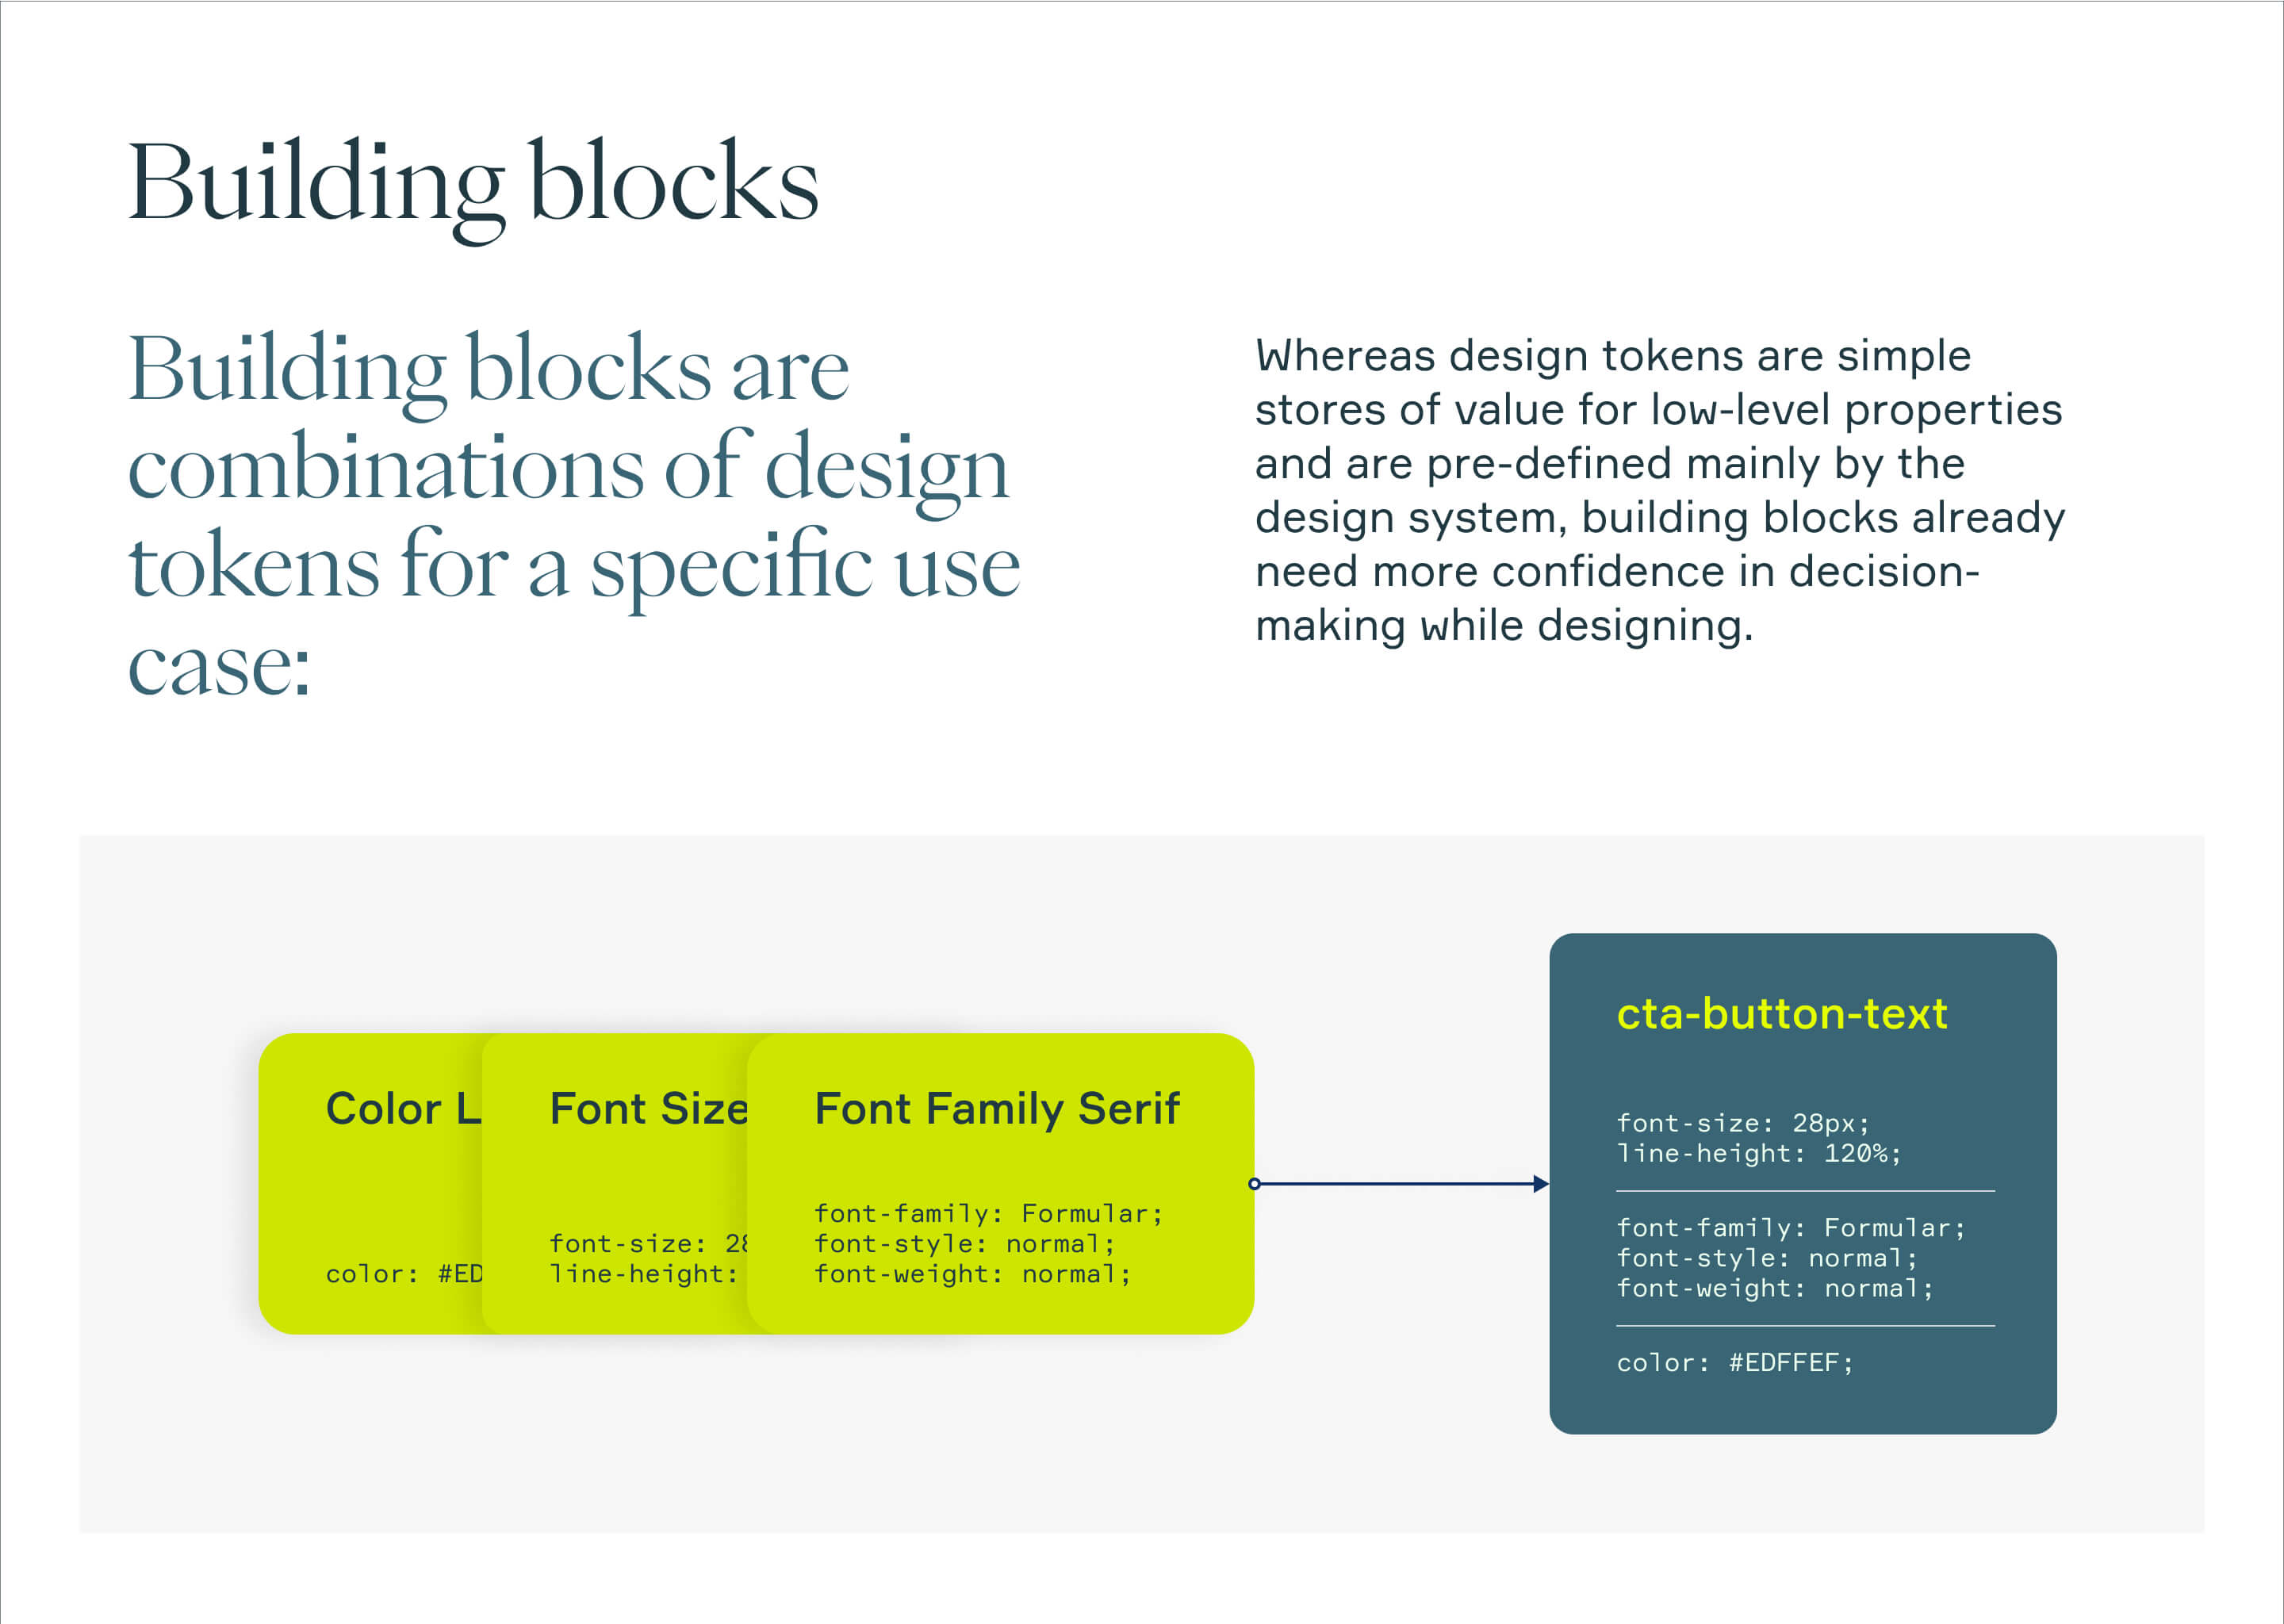 Building blocks
Building blocks are
combinations of design
tokens for a specific use
case:
Whereas design tokens are simple
stores of value for low-level properties
and are pre-defined mainly by the
design system, building blocks already
need more confidence in decision-
making while designing.
Color L
color: #ED
Font Size
font-size: 28
line-height:
Font Family Serif
font-family: Formular;
font-style: normal;
font-weight: normal;
cta-button-text
font-size: 28px;
line-height: 120%;
font-family: Formular;
font-style: normal;
font-weight: normal;
color: #EDFFEF;